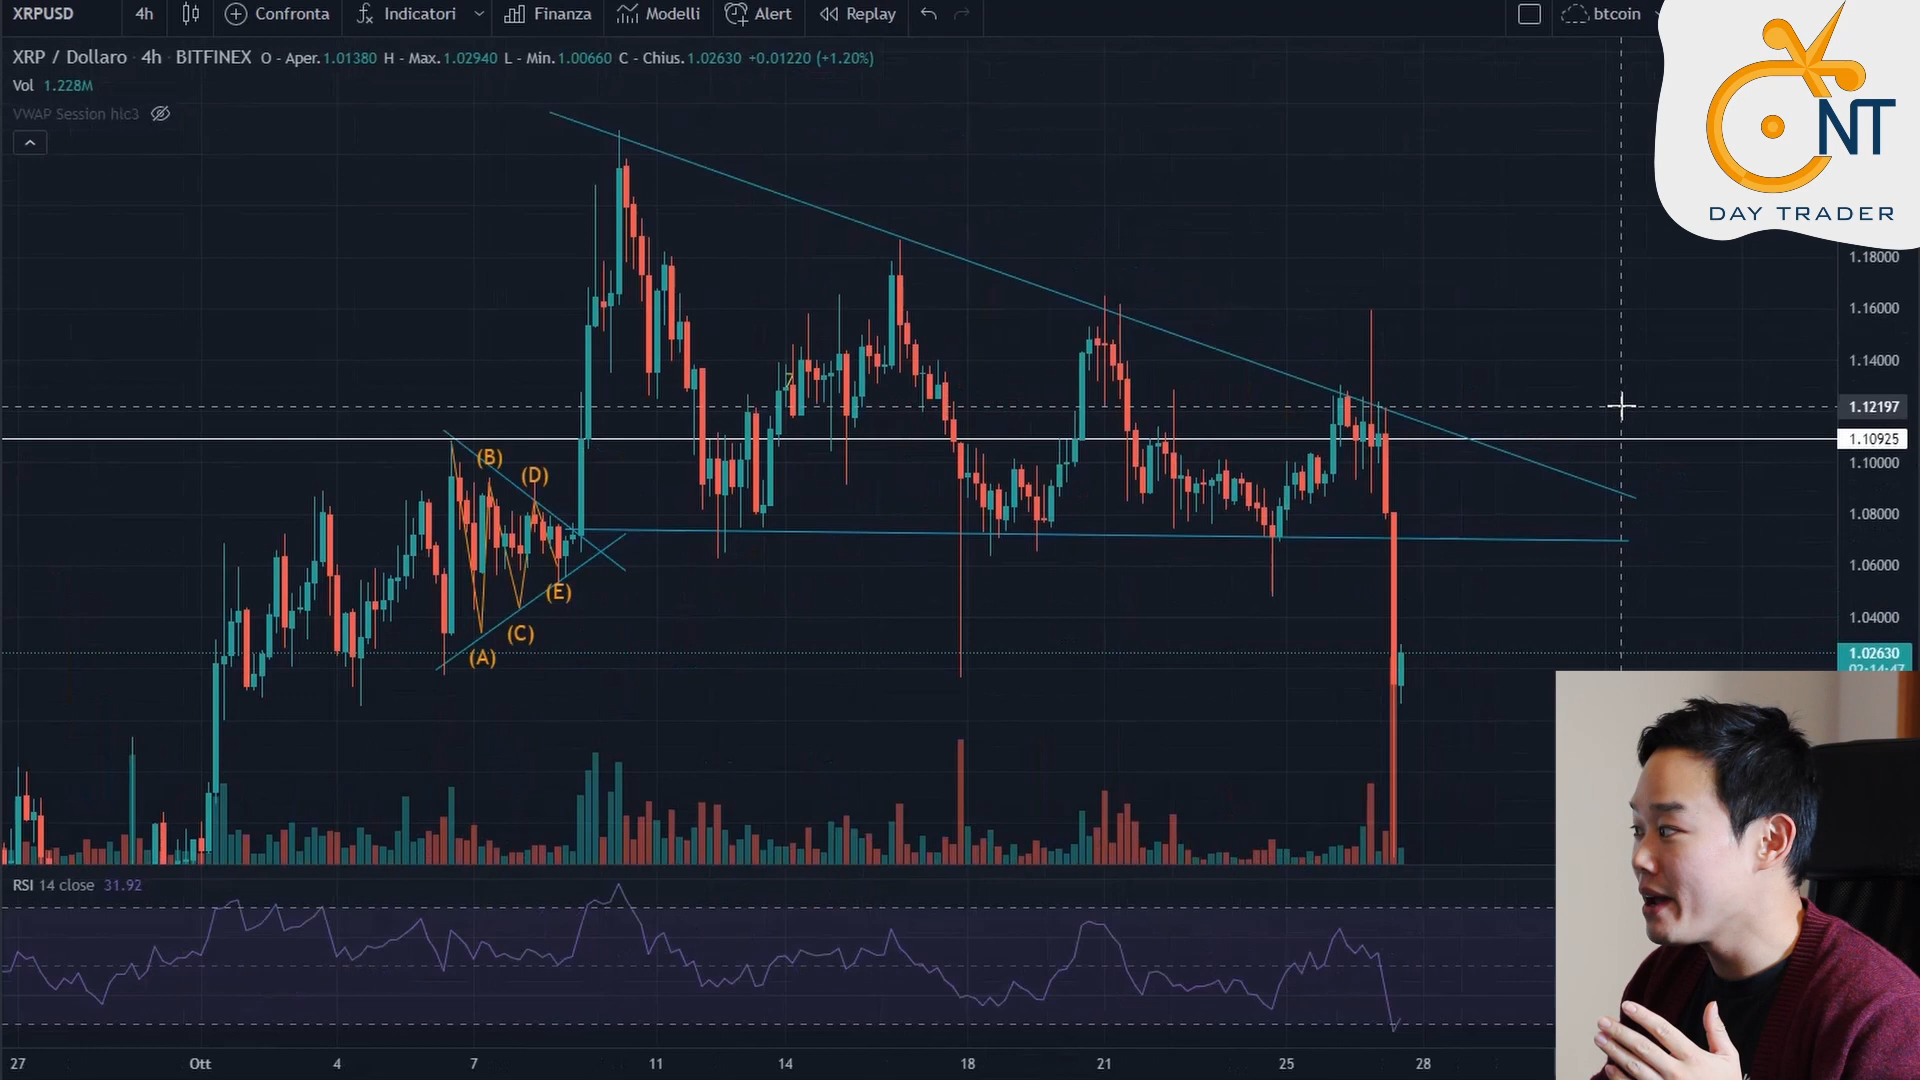 XRPUSD 4h Confronta Indicatori Finanza Modelli Alert Replay btcoin
XRP / Dollaro 4h BITFINEX O - Aper.1.01380 H - Max.1.02940 L - Min.1.00660 C - Chius.1.02630 +0.01220 (+1.20%)
Vol 1.228M
VWAP Session hlc3
NT
DAY TRADER
1.18000
1.16000
1.14000
1.12197
1.10925
1.10000
1.08000
1.06000
1.04000
1.02630
02:14:47
(B)
(D)
(E)
(C)
(A)
RSI 14 close 31.92
27 Ott 4 7 11 14 18 21 25 28